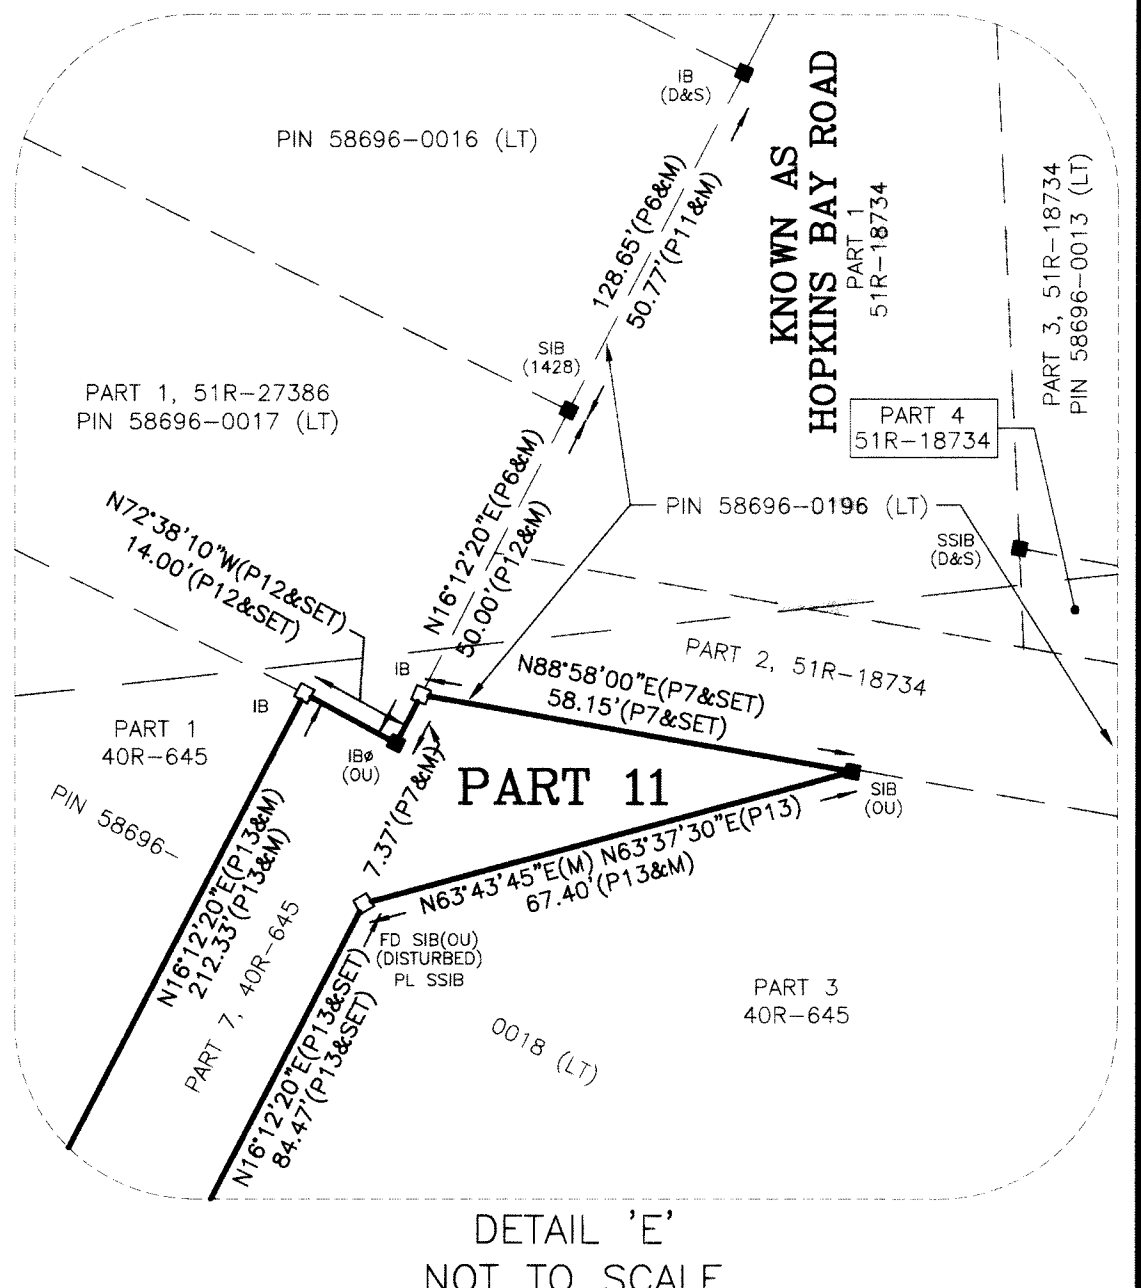 IB
(D&S)
PIN 58696-0016 (LT)
KNOWN AS
HOPKINS BAY ROAD
PART 1
51R-18734
PART 3, 51R-18734
PIN 58696-0013 (LT)
128.65'(P6&M)
50.77'(P11&M)
SIB
(1428)
PART 1, 51R-27386
PIN 58696-0017 (LT)
PART 4
51R-18734
N16°12'20"E(P6&M)
50.00'(P12&M)
N72°38'10"W(P12&SET)
14.00'(P12&SET)
PIN 58696-0196 (LT)
SSIB
(D&S)
PART 2, 51R-18734
IB
N88°58'00"E(P7&SET)
58.15'(P7&SET)
IB
PART 1
40R-645
IBø
(OU)
7.37'(P7&M)
PART 11
SIB
(OU)
PIN 58696-
N63°43'45"E(M) N63°37'30"E(P13)
67.40'(P13&M)
N16°12'20"E(P13&M)
212.33'(P13&M)
PART 7, 40R-645
FD SIB(OU)
(DISTURBED)
PL SSIB
N16°12'20"E(P13&SET)
84.47'(P13&SET)
PART 3
40R-645
0018 (LT)
DETAIL 'E'
NOT TO SCALE